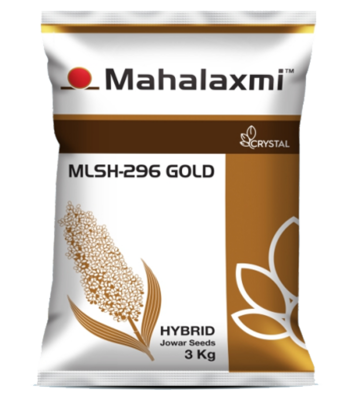 Mahalaxmi™
CRYSTAL
MLSH-296 GOLD
HYBRID
Jowar Seeds
3 Kg